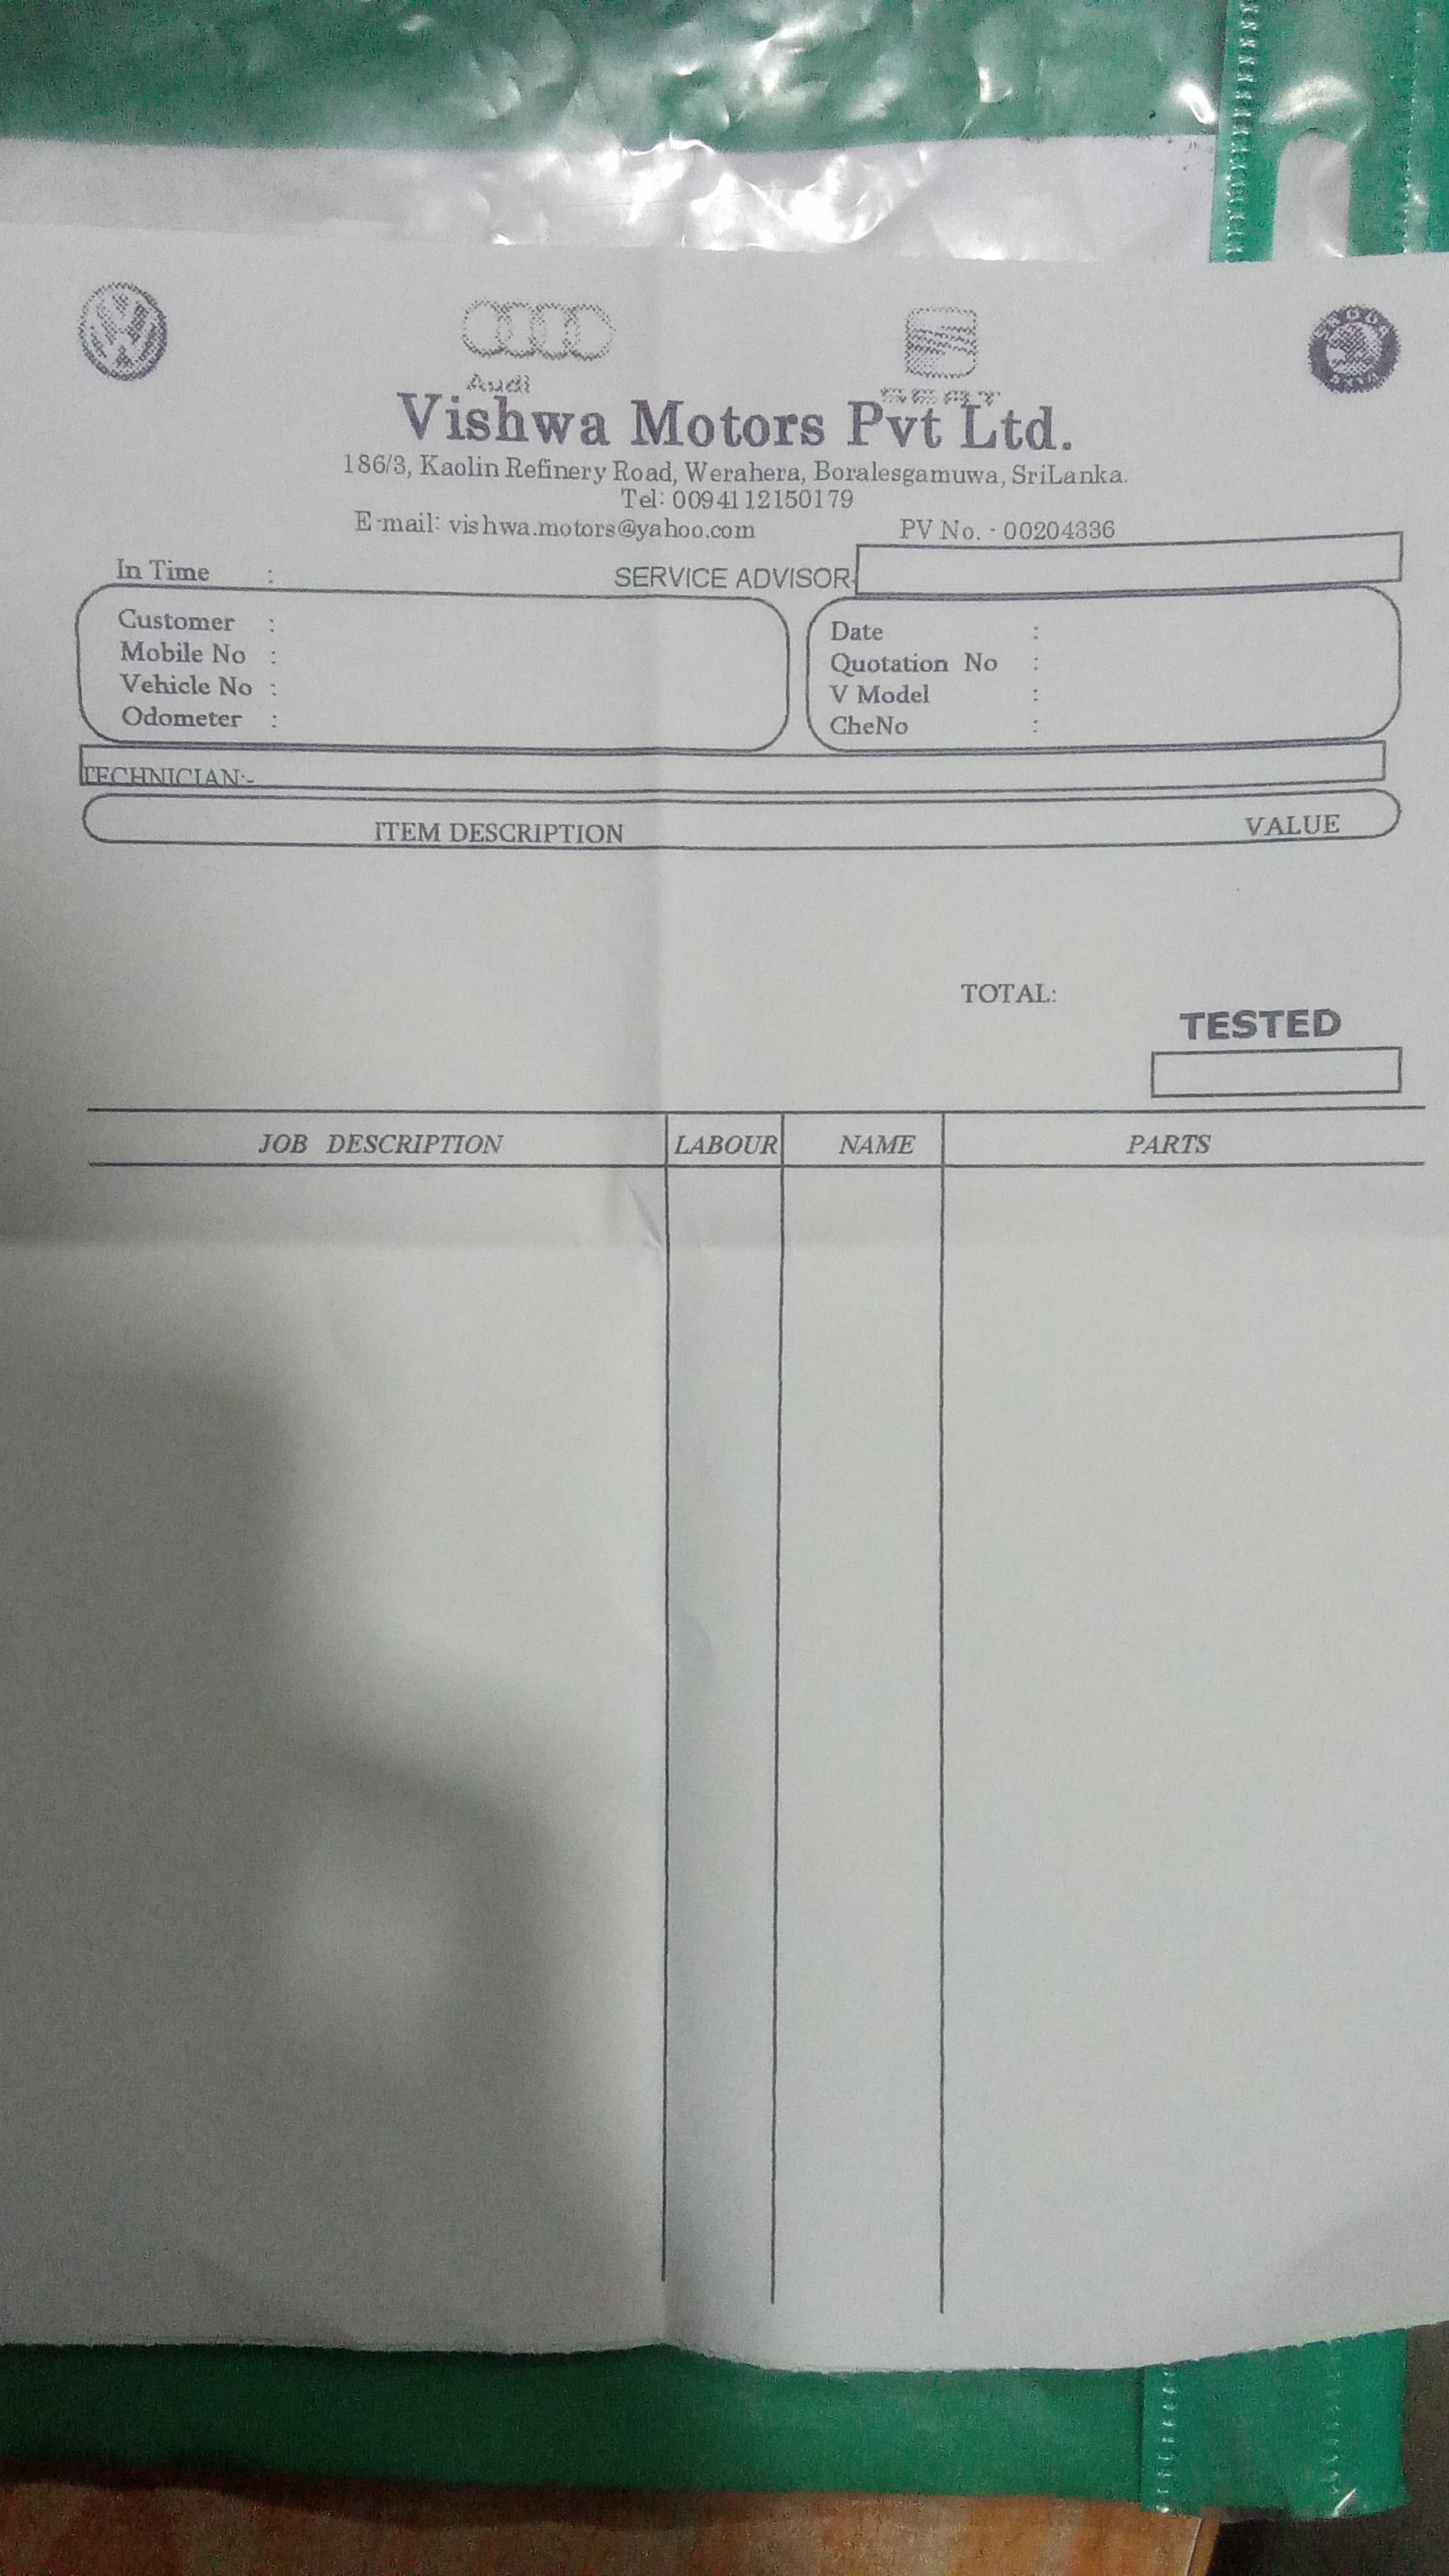 Audi
SEAT
SKODA
Vishwa Motors Pvt Ltd.
186/3, Kaolin Refinery Road, Werahera, Boralesgamuwa, SriLanka.
Tel: 0094112150179
E-mail: vishwa.motors@yahoo.com PV No. - 00204336
In Time : SERVICE ADVISOR-
Customer :
Mobile No :
Vehicle No :
Odometer :
Date :
Quotation No :
V Model :
CheNo :
TECHNICIAN:-
ITEM DESCRIPTION VALUE
TOTAL:
TESTED
JOB DESCRIPTION LABOUR NAME PARTS